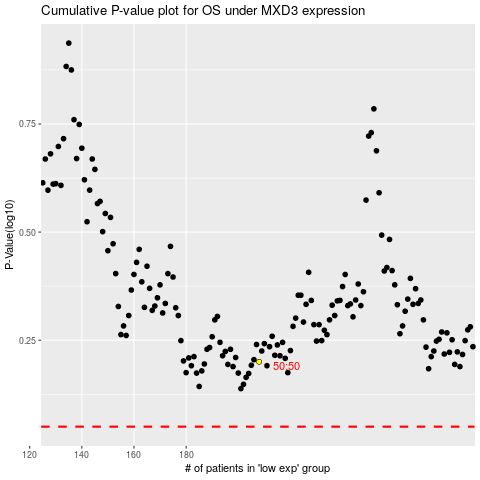 Cumulative P-value plot for OS under MXD3 expression
P-Value(log10)
0.75
0.50
0.25
50:50
120 140 160 180
# of patients in 'low exp' group